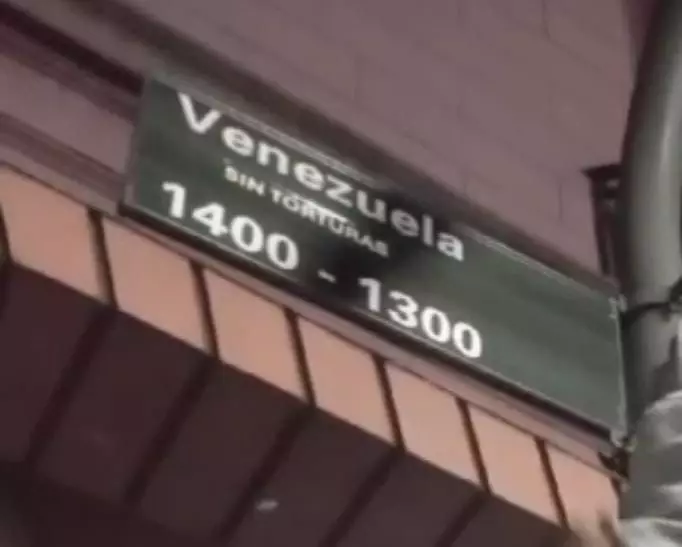 Venezuela
SIN TORTURAS
1400 - 1300